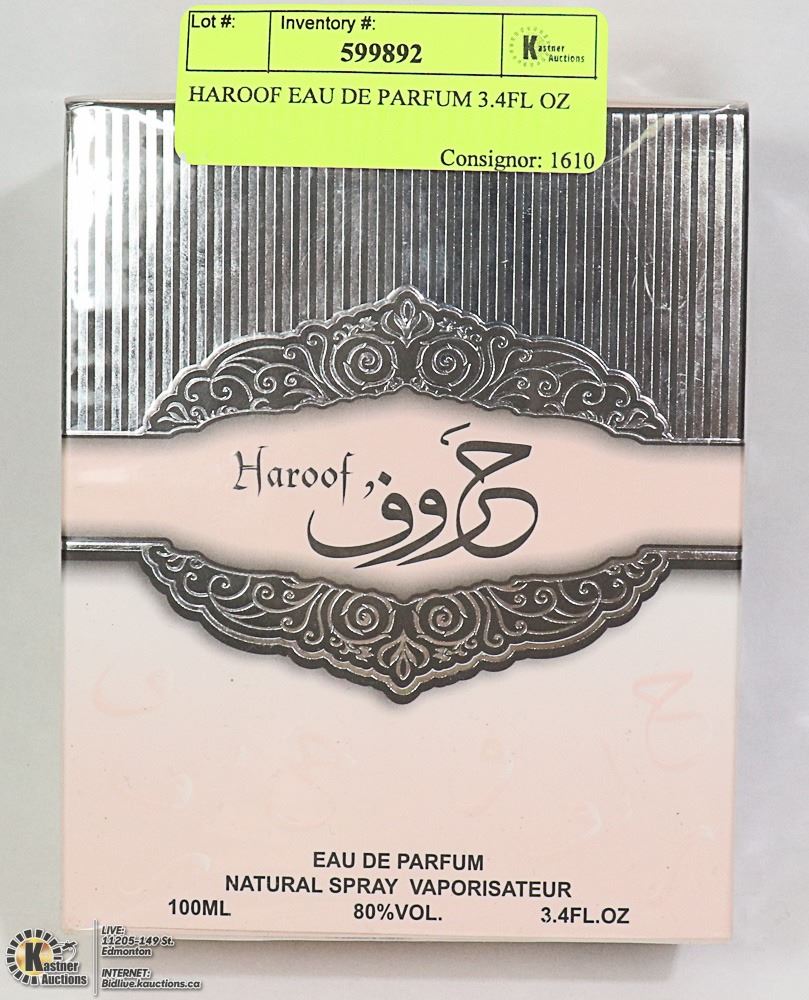 Lot #: Inventory #:
599892
Kastner
Auctions
HAROOF EAU DE PARFUM 3.4FL OZ
Consignor: 1610
Haroof
حروف
EAU DE PARFUM
NATURAL SPRAY VAPORISATEUR
100ML 80%VOL. 3.4FL.OZ
Kastner
Auctions
LIVE:
11205-149 St.
Edmonton
INTERNET:
Bidlive.kauctions.ca